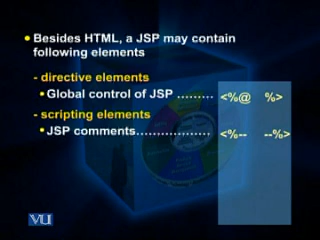 Besides HTML, a JSP may contain
following elements
- directive elements
Global control of JSP ......... <%@ %>
- scripting elements
JSP comments.................. <%-- --%>
VU